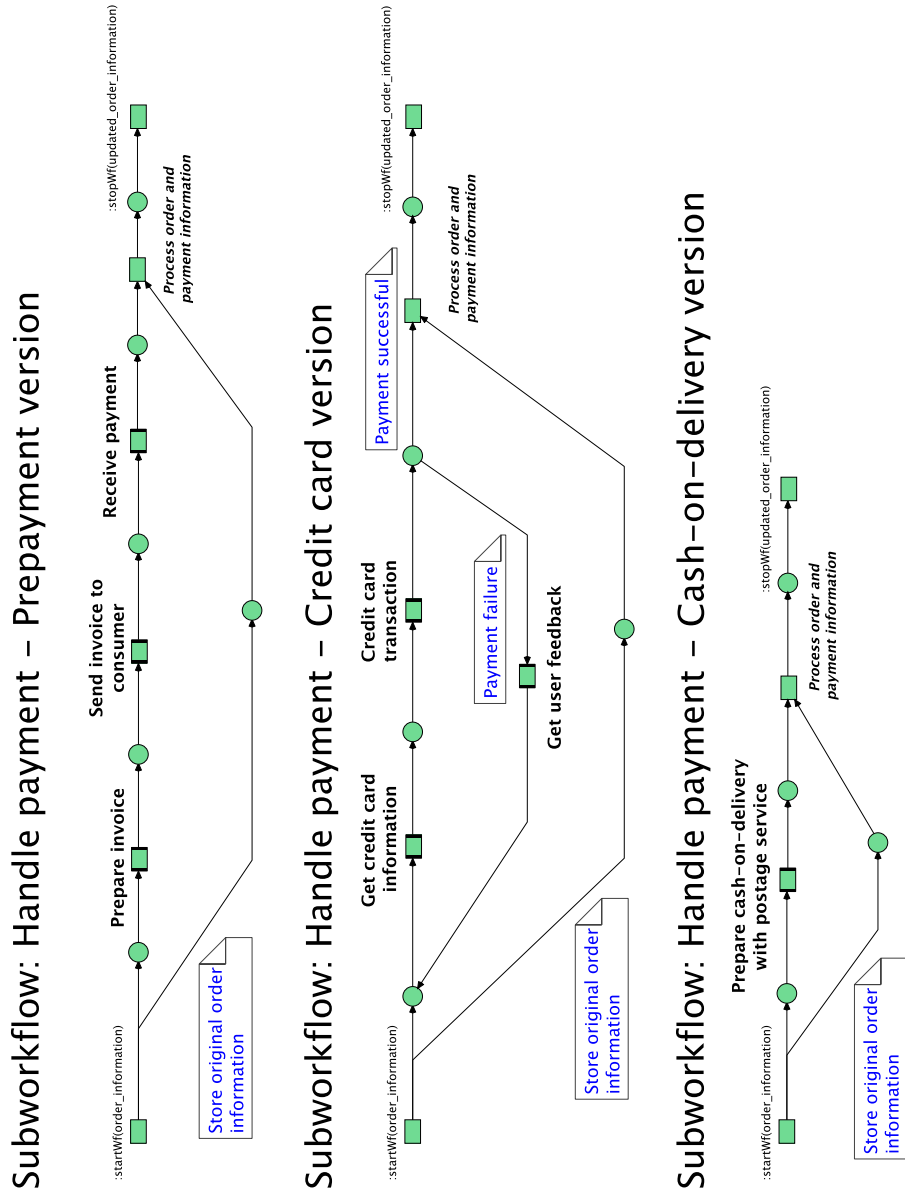 Subworkflow: Handle payment – Prepayment version
:startWf(order_information)
Prepare invoice
Send invoice to
consumer
Receive payment
:stopWf(updated_order_information)
Process order and
payment information
Store original order
information
Subworkflow: Handle payment – Credit card version
:startWf(order_information)
Get credit card
information
Credit card
transaction
Payment successful
:stopWf(updated_order_information)
Process order and
payment information
Payment failure
Get user feedback
Store original order
information
Subworkflow: Handle payment – Cash-on-delivery version
:startWf(order_information)
Prepare cash-on-delivery
with postage service
:stopWf(updated_order_information)
Process order and
payment information
Store original order
information